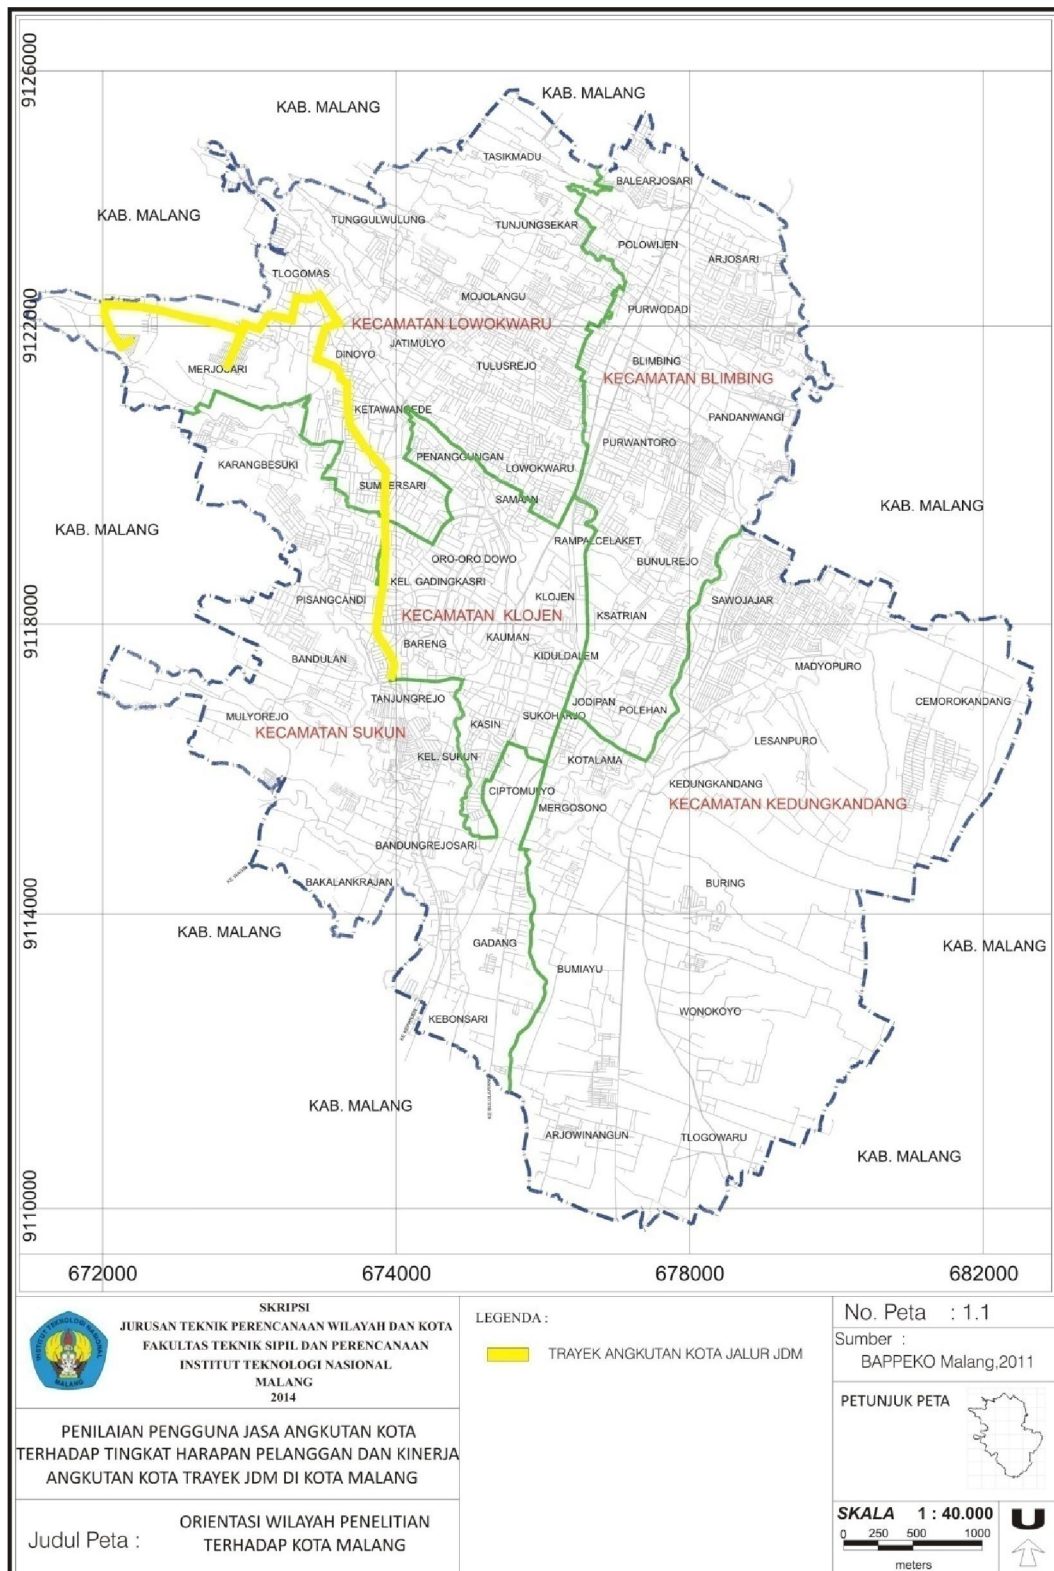 9126000
KAB. MALANG
KAB. MALANG
TASIKMADU
BALEARJOSARI
KAB. MALANG
TUNGGULWULUNG
TUNJUNGSEKAR
POLOWIJEN
ARJOSARI
TLOGOMAS
MOJOLANGU
PURWODADI
9122000
KECAMATAN LOWOKWARU
DINOYO
JATIMULYO
BLIMBING
MERJOSARI
TULUSREJO
KECAMATAN BLIMBING
KETAWANGEDE
PANDANWANGI
PURWANTORO
PENANGGUNGAN
KARANGBESUKI
LOWOKWARU
SUMBERSARI
SAMAAN
KAB. MALANG
KAB. MALANG
RAMPALCELAKET
ORO-ORO DOWO
BUNULREJO
KEL. GADINGKASRI
PISANGCANDI
KLOJEN
SAWOJAJAR
9118000
KECAMATAN KLOJEN
KSATRIAN
BARENG
KAUMAN
BANDULAN
KIDULDALEM
MADYOPURO
TANJUNGREJO
JODIPAN
CEMOROKANDANG
MULYOREJO
KASIN
SUKOHARJO
POLEHAN
KECAMATAN SUKUN
LESANPURO
KEL. SUKUN
KOTALAMA
KEDUNGKANDANG
CIPTOMULYO
MERGOSONO
KECAMATAN KEDUNGKANDANG
BANDUNGREJOSARI
BAKALANKRAJAN
BURING
9114000
KAB. MALANG
GADANG
KAB. MALANG
BUMIAYU
WONOKOYO
KEBONSARI
KAB. MALANG
ARJOWINANGUN
TLOGOWARU
KAB. MALANG
9110000
672000
674000
678000
682000
INSTITUT TEKNOLOGI NASIONAL
MALANG
SKRIPSI
JURUSAN TEKNIK PERENCANAAN WILAYAH DAN KOTA
FAKULTAS TEKNIK SIPIL DAN PERENCANAAN
INSTITUT TEKNOLOGI NASIONAL
MALANG
2014
PENILAIAN PENGGUNA JASA ANGKUTAN KOTA
TERHADAP TINGKAT HARAPAN PELANGGAN DAN KINERJA
ANGKUTAN KOTA TRAYEK JDM DI KOTA MALANG
Judul Peta :
ORIENTASI WILAYAH PENELITIAN
TERHADAP KOTA MALANG
LEGENDA :
TRAYEK ANGKUTAN KOTA JALUR JDM
No. Peta : 1.1
Sumber :
BAPPEKO Malang,2011
PETUNJUK PETA
SKALA 1 : 40.000
0 250 500 1000
meters
U